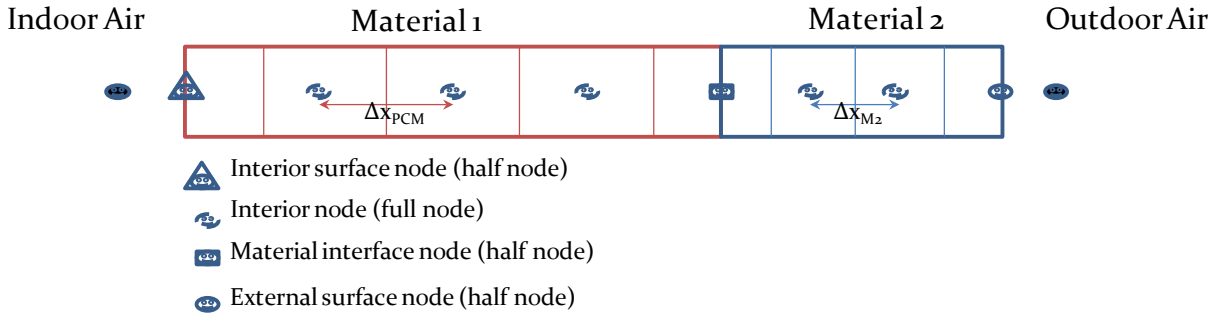 Indoor Air
Material 1
Material 2
Outdoor Air
Δx_PCM
Δx_M2
Interior surface node (half node)
Interior node (full node)
Material interface node (half node)
External surface node (half node)